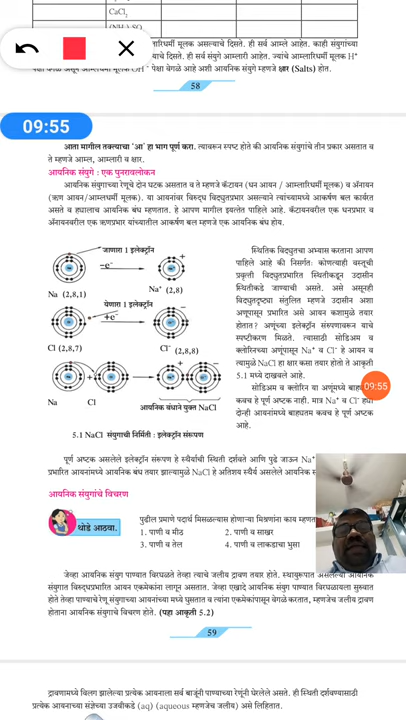 CaCl₂
(NH₄)₂SO
ारिधर्मी मूलक असल्याचे दिसते. ही सर्व आम्ले आहेत. काही संयुगांच्या
याचे दिसते. ही सर्व संयुगे आम्लारी आहेत. ज्यांचे आम्लारिधर्मी मूलक H⁺
पेक्षा वेगळे आहे अशी आयनिक संयुगे म्हणजे क्षार (Salts) होत.
58
09:55
आता मागील तक्त्याचा 'आ' हा भाग पूर्ण करा. त्यावरून स्पष्ट होते की आयनिक संयुगांचे तीन प्रकार असतात व
ते म्हणजे आम्ल, आम्लारी व क्षार.
आयनिक संयुगे : एक पुनरावलोकन
आयनिक संयुगाच्या रेणूचे दोन घटक असतात व ते म्हणजे कॅटायन (धन आयन / आम्लारिधर्मी मूलक) व ॲनायन
(ऋण आयन/आम्लधर्मी मूलक). या आयनांवर विरुद्ध विद्युतप्रभार असल्याने त्यांच्यामध्ये आकर्षण बल कार्यरत
असते व ह्यालाच आयनिक बंध म्हणतात. हे आपण मागील इयत्तेत पाहिले आहे. कॅटायनवरील एक धनप्रभार व
ॲनायनवरील एक ऋणप्रभार यांच्यातील आकर्षण बल म्हणजे एक आयनिक बंध होय.
जाणारा 1 इलेक्ट्रॉन
–e⁻
Na (2,8,1)
Na⁺ (2,8)
येणारा 1 इलेक्ट्रॉन
+e⁻
Cl (2,8,7)
Cl⁻ (2,8,8)
+
Na
Cl
आयनिक बंधाने युक्त NaCl
5.1 NaCl संयुगाची निर्मिती : इलेक्ट्रॉन संरूपण
स्थितिक विद्युतचा अभ्यास करताना आपण
पाहिले आहे की निसर्गतः कोणत्याही वस्तूची
प्रवृत्ती विद्युतप्रभारित स्थितीकडून उदासीन
स्थितीकडे जाण्याची असते. असे असूनही
विद्युतदृष्ट्या संतुलित म्हणजे उदासीन अशा
अणूपासून प्रभारित असे आयन कशामुळे तयार
होतात? अणूंच्या इलेक्ट्रॉन संरूपणावरून याचे
स्पष्टीकरण मिळते. त्यासाठी सोडिअम व
क्लोरिनच्या अणूंपासून Na⁺ व Cl⁻ हे आयन व
त्यामुळे NaCl हा क्षार कसा तयार होतो ते आकृती
5.1 मध्ये दाखवले आहे.
सोडिअम व क्लोरिन या अणूंमध्ये बाह्य
कवच हे पूर्ण अष्टक नाही. मात्र Na⁺ व Cl⁻ ह्या
दोन्ही आयनांमध्ये बाह्यतम कवच हे पूर्ण अष्टक
आहे.
09:55
पूर्ण अष्टक असलेले इलेक्ट्रॉन संरूपण हे स्थैर्याची स्थिती दर्शवते आणि पुढे जाऊन Na⁺
प्रभारित आयनांमध्ये आयनिक बंध तयार झाल्यामुळे NaCl हे अतिशय स्थैर्य असलेले आयनिक स
आयनिक संयुगांचे विचरण
थोडे आठवा.
पुढील प्रमाणे पदार्थ मिसळल्यास होणाऱ्या मिश्रणांना काय म्हणत
1. पाणी व मीठ 2. पाणी व साखर
3. पाणी व तेल 4. पाणी व लाकडाचा भुसा
जेव्हा आयनिक संयुग पाण्यात विरघळते तेव्हा त्याचे जलीय द्रावण तयार होते. स्थायुरूपात असलेल्या आयनिक
संयुगात विरुद्धप्रभारित आयन एकमेकांना लागून असतात. जेव्हा एखादे आयनिक संयुग पाण्यात विरघळायला सुरुवात
होते तेव्हा पाण्याचे रेणू संयुगाच्या आयनांच्या मध्ये घुसतात व त्यांना एकमेकांपासून वेगळे करतात, म्हणजेच जलीय द्रावण
होताना आयनिक संयुगाचे विचरण होते. (पहा आकृती 5.2)
59
द्रावणामध्ये विलग झालेल्या प्रत्येक आयनाला सर्व बाजूंनी पाण्याच्या रेणूंनी घेरलेले असते. ही स्थिती दर्शवण्यासाठी
प्रत्येक आयनाच्या संज्ञेच्या उजवीकडे (aq) (aqueous म्हणजेच जलीय) असे लिहितात.